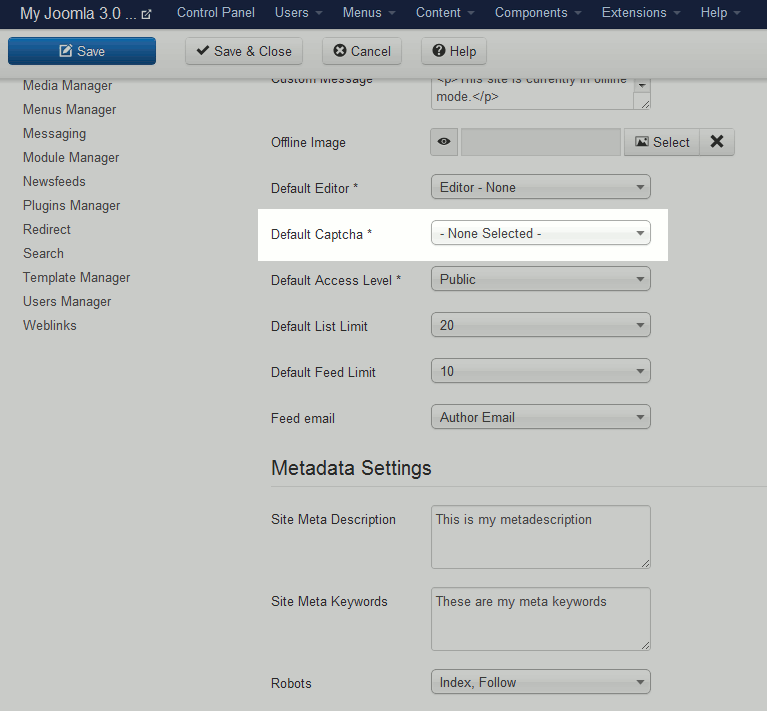 My Joomla 3.0 ... Control Panel Users Menus Content Components Extensions Help
Save Save & Close Cancel Help
Media Manager
Menus Manager
Messaging
Module Manager
Newsfeeds
Plugins Manager
Redirect
Search
Template Manager
Users Manager
Weblinks
Custom Message
<p>This site is currently in offline
mode.</p>
Offline Image Select
Default Editor * Editor - None
Default Captcha * - None Selected -
Default Access Level * Public
Default List Limit 20
Default Feed Limit 10
Feed email Author Email
Metadata Settings
Site Meta Description This is my metadescription
Site Meta Keywords These are my meta keywords
Robots Index, Follow